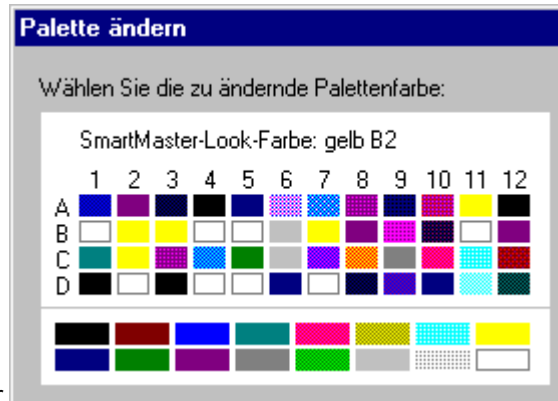 Palette ändern
Wählen Sie die zu ändernde Palettenfarbe:
SmartMaster-Look-Farbe: gelb B2
1 2 3 4 5 6 7 8 9 10 11 12
A
B
C
D